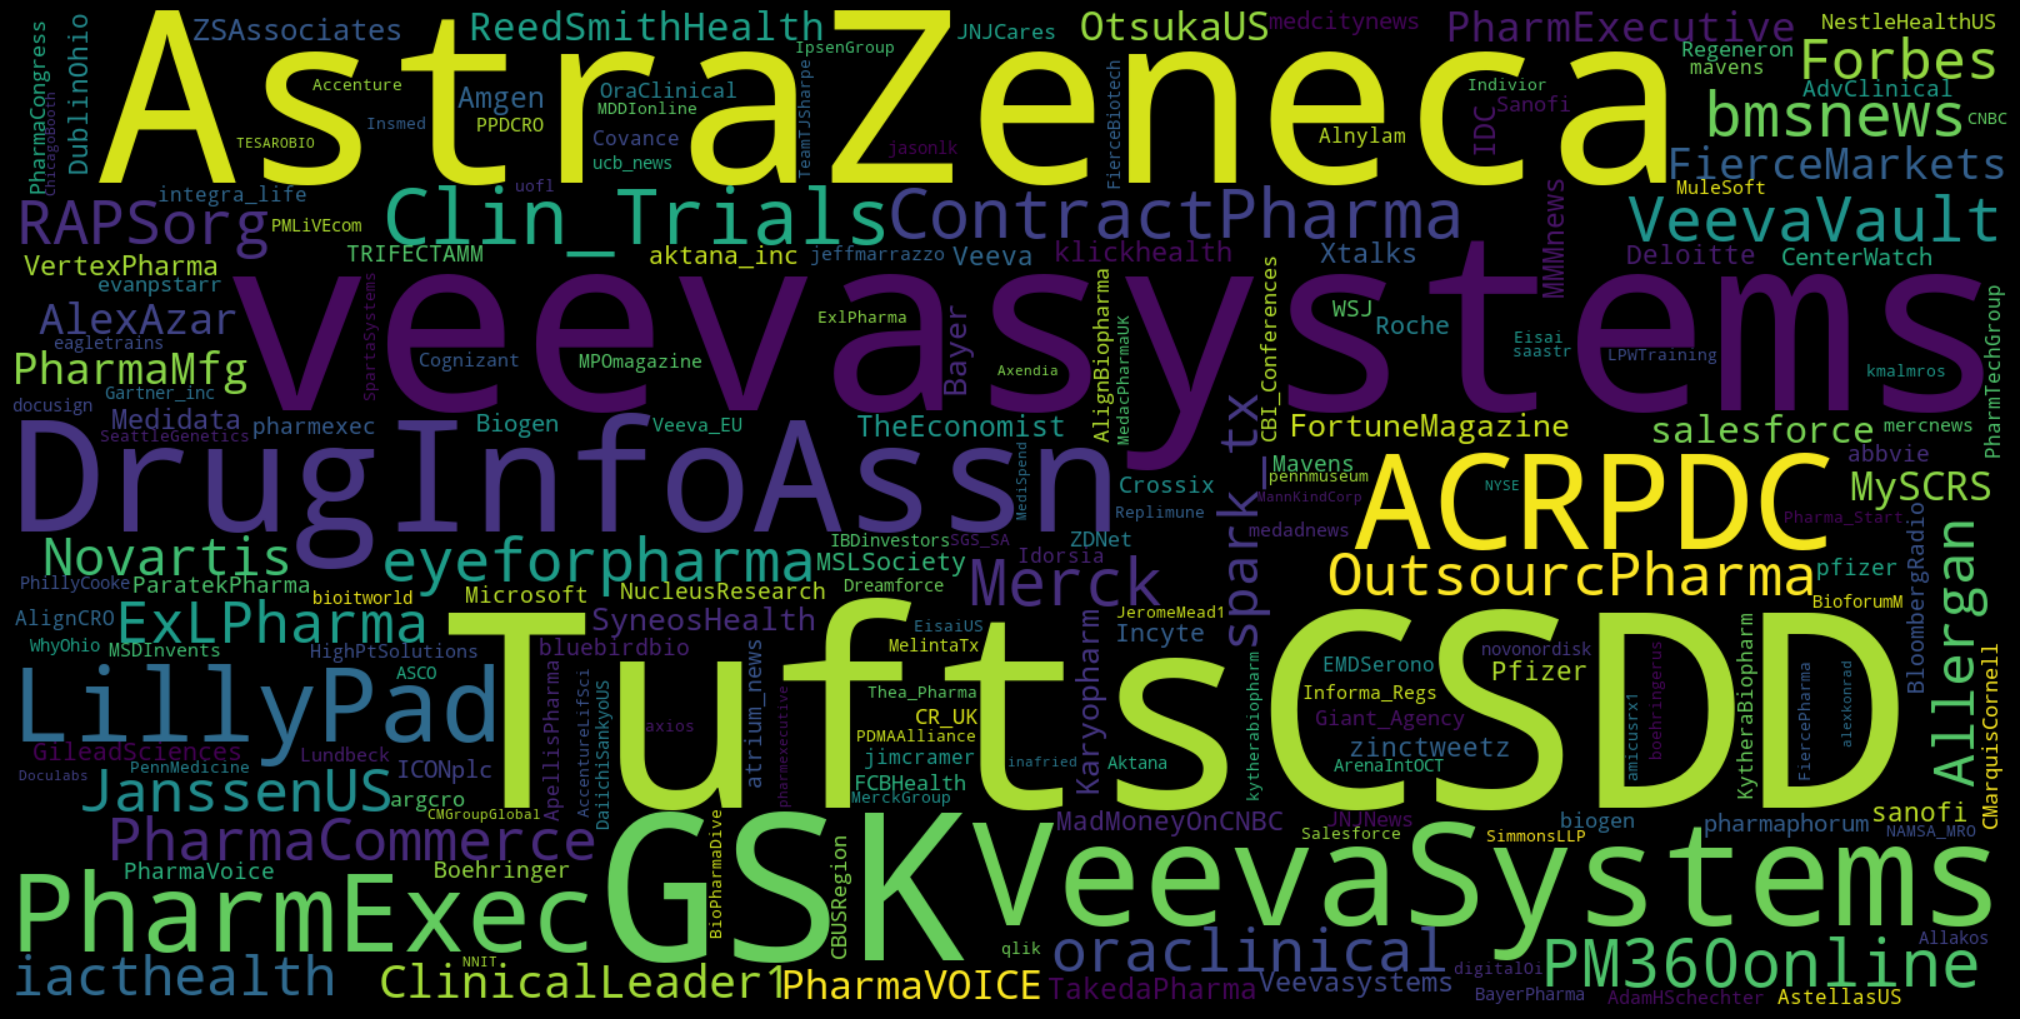 AstraZeneca
ZSAssociates
ReedSmithHealth
JNJCares
OtsukaUS
medcitynews
PharmExecutive
NestleHealthUS
PharmaCongress
ChicagoBooth
DublinOhio
IpsenGroup
Regeneron
mavens
Forbes
Accenture
Amgen
OraClinical
TeamTJSharpe
FierceBiotech
Indivior
Sanofi
AdvClinical
MDDIonline
Insmed
PPDCRO
Covance
Alnylam
IDC
bmsnews
CNBC
TESAROBIO
ucb_news
jasonlk
FierceMarkets
integra_life
uofl
MuleSoft
RAPSorg
PMLiVEcom
Clin_Trials
ContractPharma
MMMnews
VeevaVault
TRIFECTAMM
aktana_inc
jeffmarrazzo
Veeva
klickhealth
Xtalks
Deloitte
CenterWatch
VertexPharma
evanpstarr
veevasystems
SpartaSystems
AlexAzar
eagletrains
ExlPharma
Bayer
AlignBiopharma
MedacPharmaUK
CBI_Conferences
WSJ
Roche
Eisai
saastr
LPWTraining
PharmTechGroup
PharmaMfg
Cognizant
MPOmagazine
Axendia
kmalmros
Gartner_inc
docusign
Medidata
SeattleGenetics
pharmexec
Biogen
Veeva_EU
TheEconomist
spark_tx
FortuneMagazine
salesforce
mercnews
DrugInfoAssn
MediSpend
Crossix
Replimune
Mavens
pennmuseum
MannKindCorp
NYSE
medadnews
ACRPDC
abbvie
MySCRS
Pharma_Start
BloombergRadio
Novartis
eyeforpharma
IBDinvestors
SGS_SA
MSLSociety
Idorsia
ZDNet
Merck
OutsourcPharma
pfizer
Allergan
PhillyCooke
ParatekPharma
bioitworld
Microsoft
NucleusResearch
Dreamforce
BioforumM
AlignCRO
ExLPharma
SyneosHealth
EisaiUS
JeromeMead1
Incyte
Karyopharm
WhyOhio
MSDInvents
HighPtSolutions
bluebirdbio
MelintaTx
EMDSerono
novonordisk
Pfizer
TuftsCSDD
LillyPad
ASCO
ApellisPharma
AccentureLifSci
DaiichiSankyoUS
axios
atrium_news
pharmexecutive
Thea_Pharma
CR_UK
PDMAAlliance
kytherabiopharm
Informa_Regs
Giant_Agency
zinctweetz
ArenaIntOCT
amicusrx1
boehringerus
KytheraBiopharm
FiercePharma
alexkonrad
CMarquisCornell
GileadSciences
Lundbeck
ICONplc
jimcramer
inafried
Aktana
Doculabs
PennMedicine
JanssenUS
argcro
CMGroupGlobal
FCBHealth
MerckGroup
MadMoneyOnCNBC
JNJNews
biogen
pharmaphorum
sanofi
NAMSA_MRO
PharmaCommerce
Salesforce
SimmonsLLP
PharmaVoice
Boehringer
BioPharmaDive
GSK
CBUSRegion
VeevaSystems
PharmExec
qlik
oraclinical
Allakos
iacthealth
NNIT
ClinicalLeader1
PharmaVOICE
TakedaPharma
Veevasystems
digitalOi
PM360online
BayerPharma
AdamHSchechter
AstellasUS